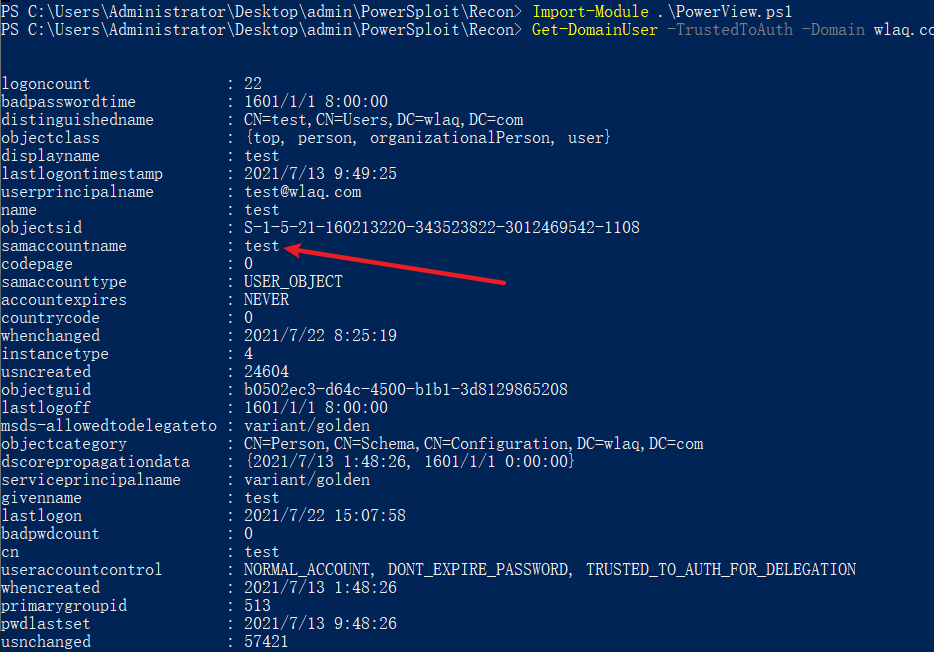 PS C:\Users\Administrator\Desktop\admin\PowerSploit\Recon> Import-Module .\PowerView.ps1
PS C:\Users\Administrator\Desktop\admin\PowerSploit\Recon> Get-DomainUser -TrustedToAuth -Domain wlaq.co
logoncount : 22
badpasswordtime : 1601/1/1 8:00:00
distinguishedname : CN=test,CN=Users,DC=wlaq,DC=com
objectclass : {top, person, organizationalPerson, user}
displayname : test
lastlogontimestamp : 2021/7/13 9:49:25
userprincipalname : test@wlaq.com
name : test
objectsid : S-1-5-21-160213220-343523822-3012469542-1108
samaccountname : test
codepage : 0
samaccounttype : USER_OBJECT
accountexpires : NEVER
countrycode : 0
whenchanged : 2021/7/22 8:25:19
instancetype : 4
usncreated : 24604
objectguid : b0502ec3-d64c-4500-b1b1-3d8129865208
lastlogoff : 1601/1/1 8:00:00
msds-allowedtodelegateto : variant/golden
objectcategory : CN=Person,CN=Schema,CN=Configuration,DC=wlaq,DC=com
dscorepropagationdata : {2021/7/13 1:48:26, 1601/1/1 0:00:00}
serviceprincipalname : variant/golden
givenname : test
lastlogon : 2021/7/22 15:07:58
badpwdcount : 0
cn : test
useraccountcontrol : NORMAL_ACCOUNT, DONT_EXPIRE_PASSWORD, TRUSTED_TO_AUTH_FOR_DELEGATION
whencreated : 2021/7/13 1:48:26
primarygroupid : 513
pwdlastset : 2021/7/13 9:48:26
usnchanged : 57421